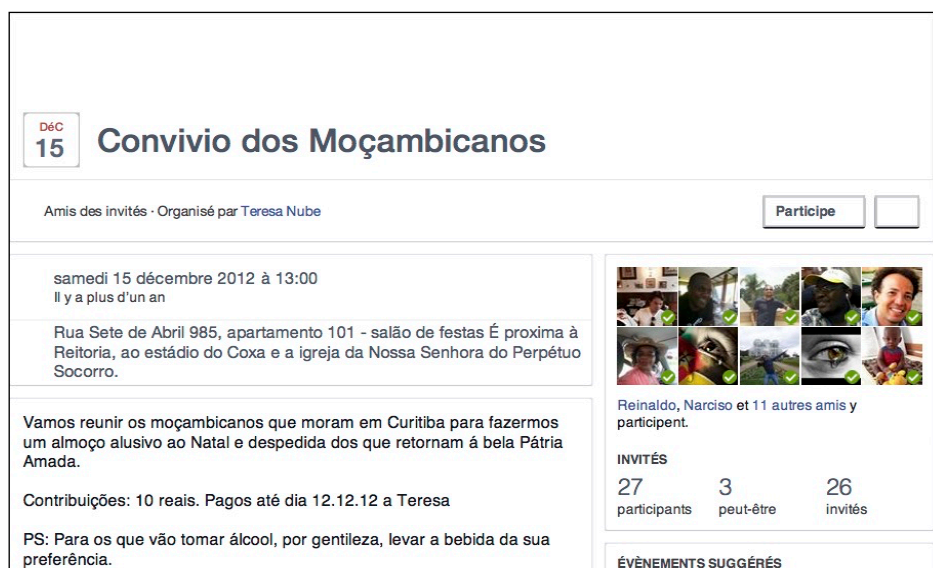 DéC
15
Convivio dos Moçambicanos
Amis des invités · Organisé par Teresa Nube
Participe
samedi 15 décembre 2012 à 13:00
Il y a plus d'un an
Rua Sete de Abril 985, apartamento 101 - salão de festas É proxima à
Reitoria, ao estádio do Coxa e a igreja da Nossa Senhora do Perpétuo
Socorro.
Vamos reunir os moçambicanos que moram em Curitiba para fazermos
um almoço alusivo ao Natal e despedida dos que retornam á bela Pátria
Amada.
Contribuições: 10 reais. Pagos até dia 12.12.12 a Teresa
PS: Para os que vão tomar álcool, por gentileza, levar a bebida da sua
preferência.
Reinaldo, Narciso et 11 autres amis y
participent.
INVITÉS
27
participants
3
peut-être
26
invités
ÉVÈNEMENTS SUGGÉRÉS